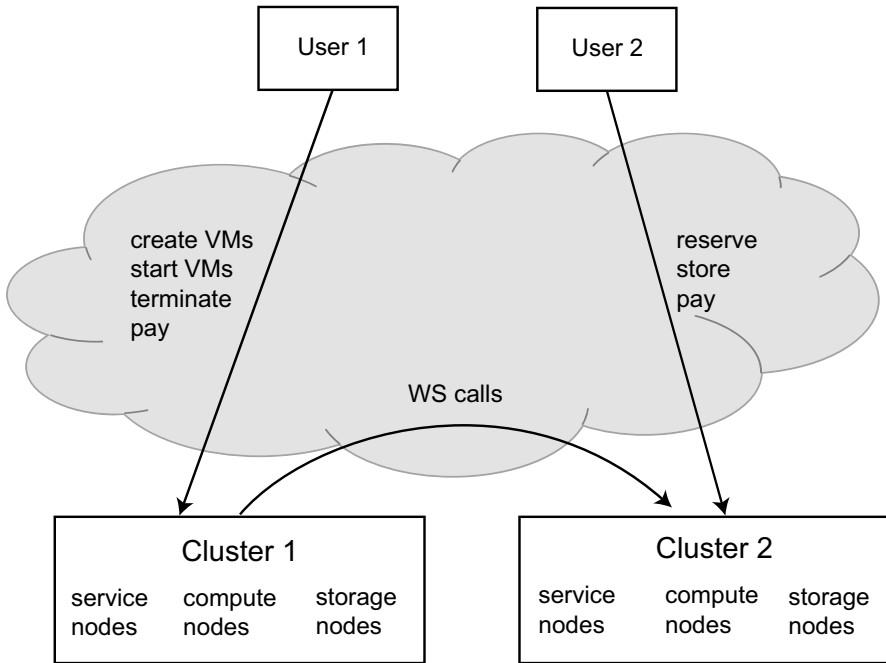 User 1
User 2
create VMs
start VMs
terminate
pay
reserve
store
pay
WS calls
Cluster 1
service
nodes
compute
nodes
storage
nodes
Cluster 2
service
nodes
compute
nodes
storage
nodes